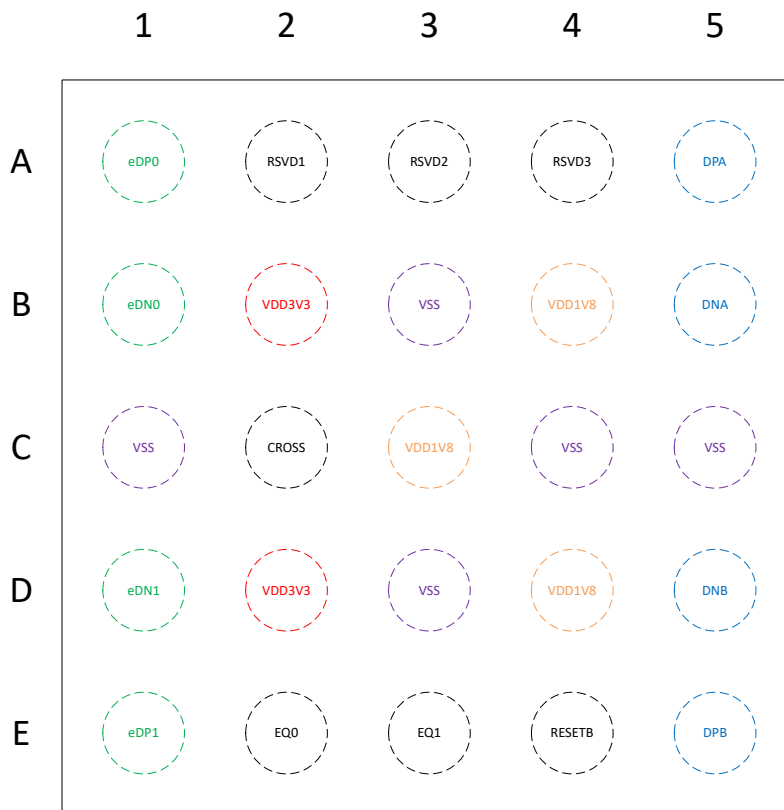 1 2 3 4 5
A eDP0 RSVD1 RSVD2 RSVD3 DPA
B eDN0 VDD3V3 VSS VDD1V8 DNA
C VSS CROSS VDD1V8 VSS VSS
D eDN1 VDD3V3 VSS VDD1V8 DNB
E eDP1 EQ0 EQ1 RESETB DPB